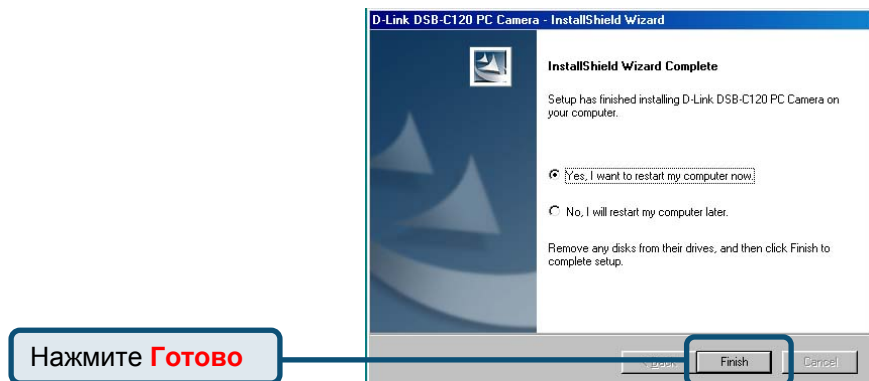 D-Link DSB-C120 PC Camera - InstallShield Wizard
InstallShield Wizard Complete
Setup has finished installing D-Link DSB-C120 PC Camera on
your computer.
Yes, I want to restart my computer now.
No, I will restart my computer later.
Remove any disks from their drives, and then click Finish to
complete setup.
Нажмите Готово
< Back Finish Cancel